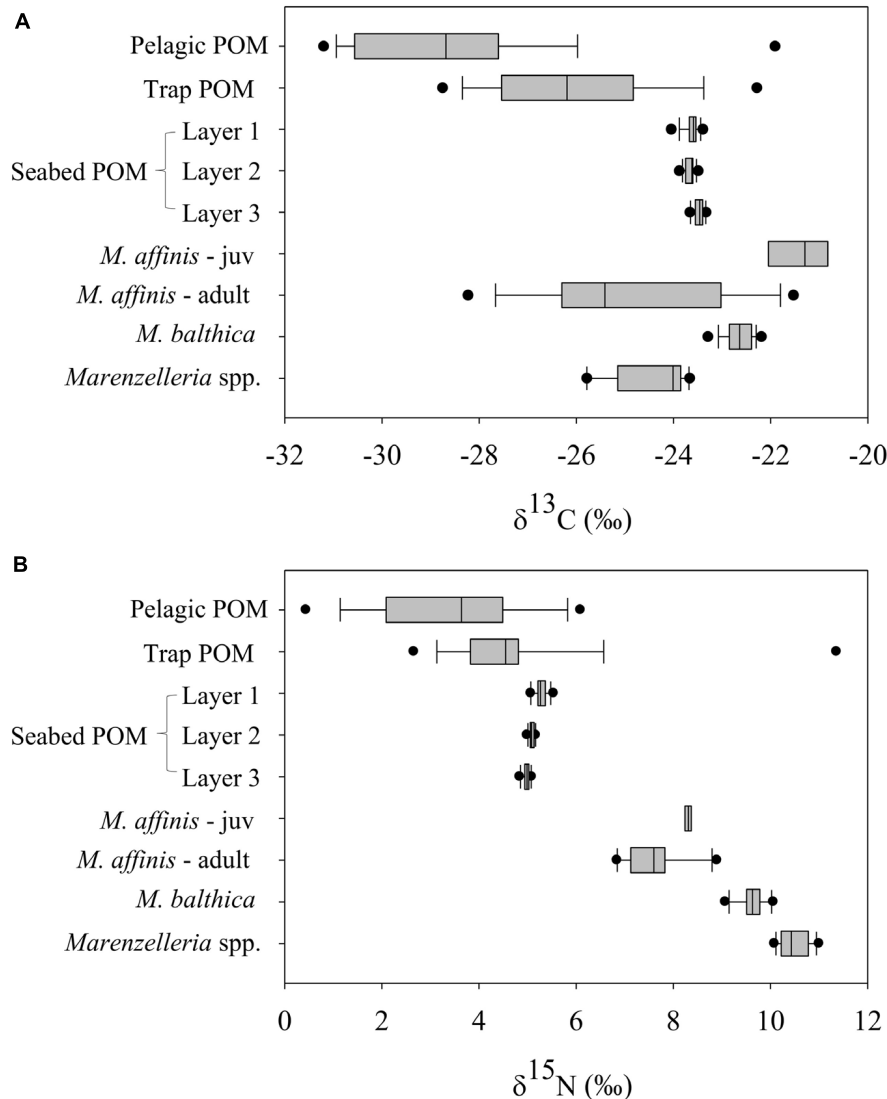 A
Pelagic POM
Trap POM
Layer 1
Seabed POM
Layer 2
Layer 3
M. affinis - juv
M. affinis - adult
M. balthica
Marenzelleria spp.
-32 -30 -28 -26 -24 -22 -20
δ¹³C (‰)
B
Pelagic POM
Trap POM
Layer 1
Seabed POM
Layer 2
Layer 3
M. affinis - juv
M. affinis - adult
M. balthica
Marenzelleria spp.
0 2 4 6 8 10 12
δ¹⁵N (‰)